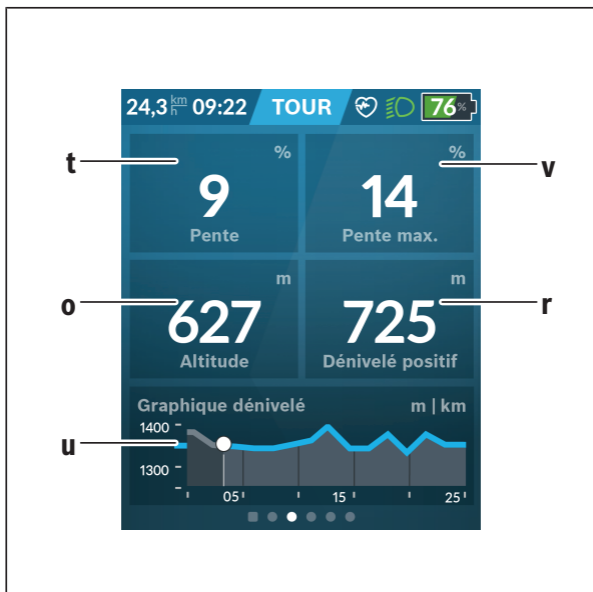 24,3 km/h 09:22 TOUR 76%
t % % v
9 14
Pente Pente max.
o m m r
627 725
Altitude Dénivelé positif
Graphique dénivelé m | km
u 1400
1300
05 15 25